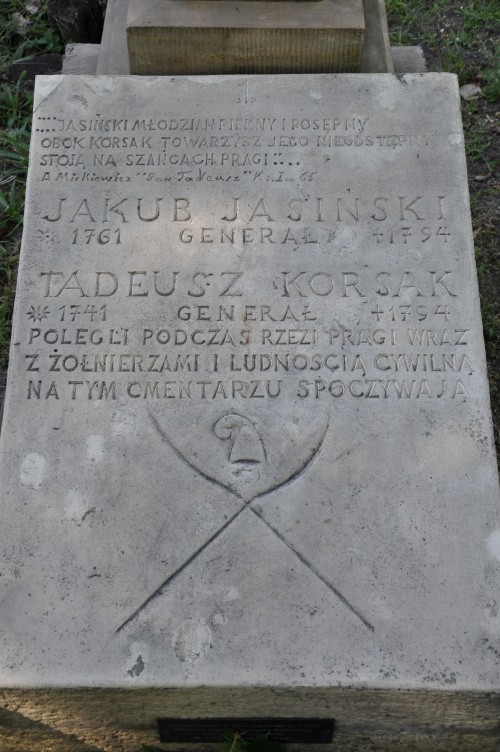 JASIŃSKI MŁODZIAN PIĘKNY I POSĘPNY
OBOK KORSAK TOWARZYSZ JEGO NIEODSTĘPNY
STOJĄ NA SZAŃCACH PRAGI
A Mickiewicz "Pan Tadeusz" Ks. I w 65
JAKUB JASIŃSKI
* 1761 GENERAŁ +1794
TADEUSZ KORSAK
* 1741 GENERAŁ +1794
POLEGLI PODCZAS RZEZI PRAGI WRAZ
Z ŻOŁNIERZAMI I LUDNOŚCIĄ CYWILNĄ
NA TYM CMENTARZU SPOCZYWAJĄ